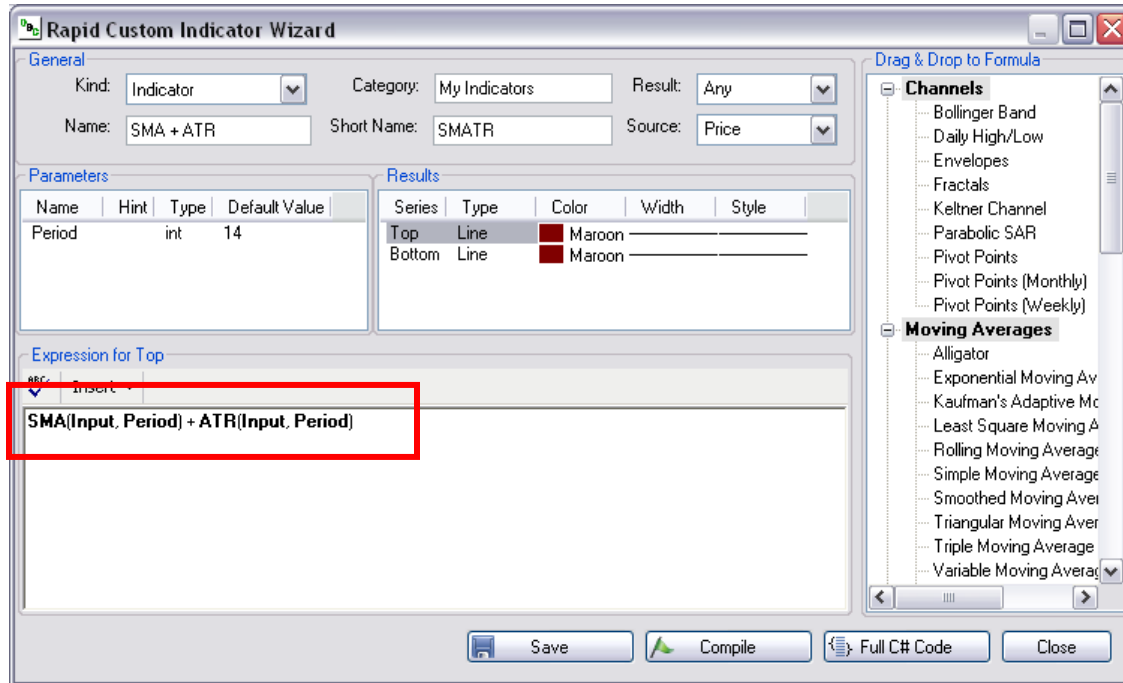 Rapid Custom Indicator Wizard
General
Kind: Indicator Category: My Indicators Result: Any
Name: SMA + ATR Short Name: SMATR Source: Price
Parameters
Name Hint Type Default Value
Period int 14
Results
Series Type Color Width Style
Top Line Maroon
Bottom Line Maroon
Expression for Top
Insert
SMA(Input, Period) + ATR(Input, Period)
Drag & Drop to Formula
Channels
Bollinger Band
Daily High/Low
Envelopes
Fractals
Keltner Channel
Parabolic SAR
Pivot Points
Pivot Points (Monthly)
Pivot Points (Weekly)
Moving Averages
Alligator
Exponential Moving Av
Kaufman's Adaptive Mo
Least Square Moving A
Rolling Moving Average
Simple Moving Average
Smoothed Moving Aver
Triangular Moving Aver
Triple Moving Average
Variable Moving Averag
Save Compile Full C# Code Close